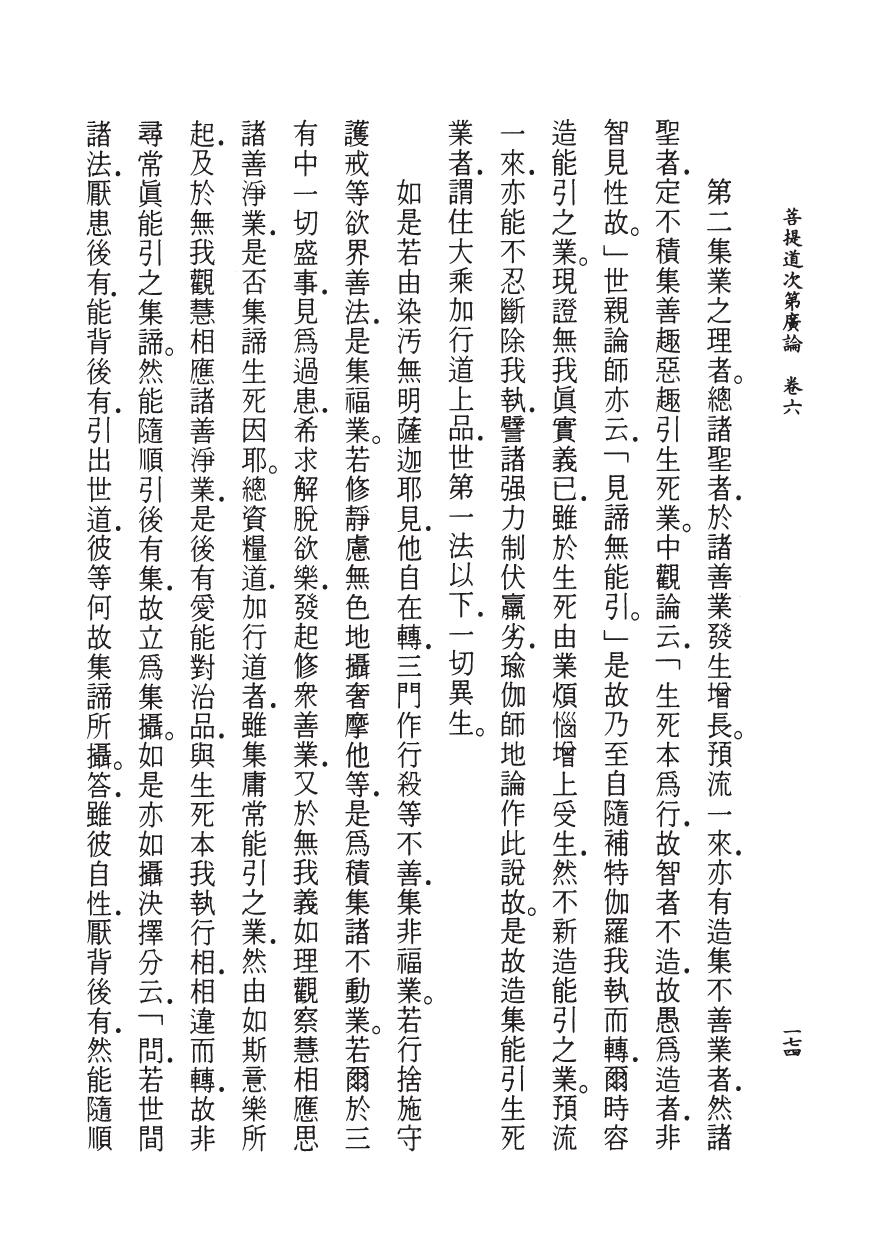 菩提道次第廣論　卷六
一七四
第二集業之理者。總諸聖者．於諸善業發生增長。預流一來．亦有造集不善業者．然諸
聖者．定不積集善趣惡趣引生死業。中觀論云．「生死本爲行．故智者不造．故愚爲造者．非
智見性故。」世親論師亦云．「見諦無能引。」是故乃至自隨補特伽羅我執而轉．爾時容
造能引之業。現證無我眞實義已．雖於生死由業煩惱增上受生．然不新造能引之業。預流
一來．亦能不忍斷除我執．譬諸强力制伏羸劣．瑜伽師地論作此說故。是故造集能引生死
業者．謂住大乘加行道上品．世第一法以下．一切異生。
如是若由染汚無明薩迦耶見．他自在轉．三門作行殺等不善．集非福業。若行捨施守
護戒等欲界善法．是集福業。若修靜慮無色地攝奢摩他等．是爲積集諸不動業。若爾於三
有中一切盛事．見爲過患．希求解脫欲樂．發起修衆善業．又於無我義如理觀察慧相應思
諸善淨業．是否集諦生死因耶。總資糧道．加行道者．雖集庸常能引之業．然由如斯意樂所
起．及於無我觀慧相應諸善淨業．是後有愛能對治品．與生死本我執行相．相違而轉．故非
尋常眞能引之集諦。然能隨順引後有集．故立爲集攝。如是亦如攝決擇分云．「問．若世間
諸法．厭患後有．能背後有．引出世道．彼等何故集諦所攝。答．雖彼自性．厭背後有．然能隨順